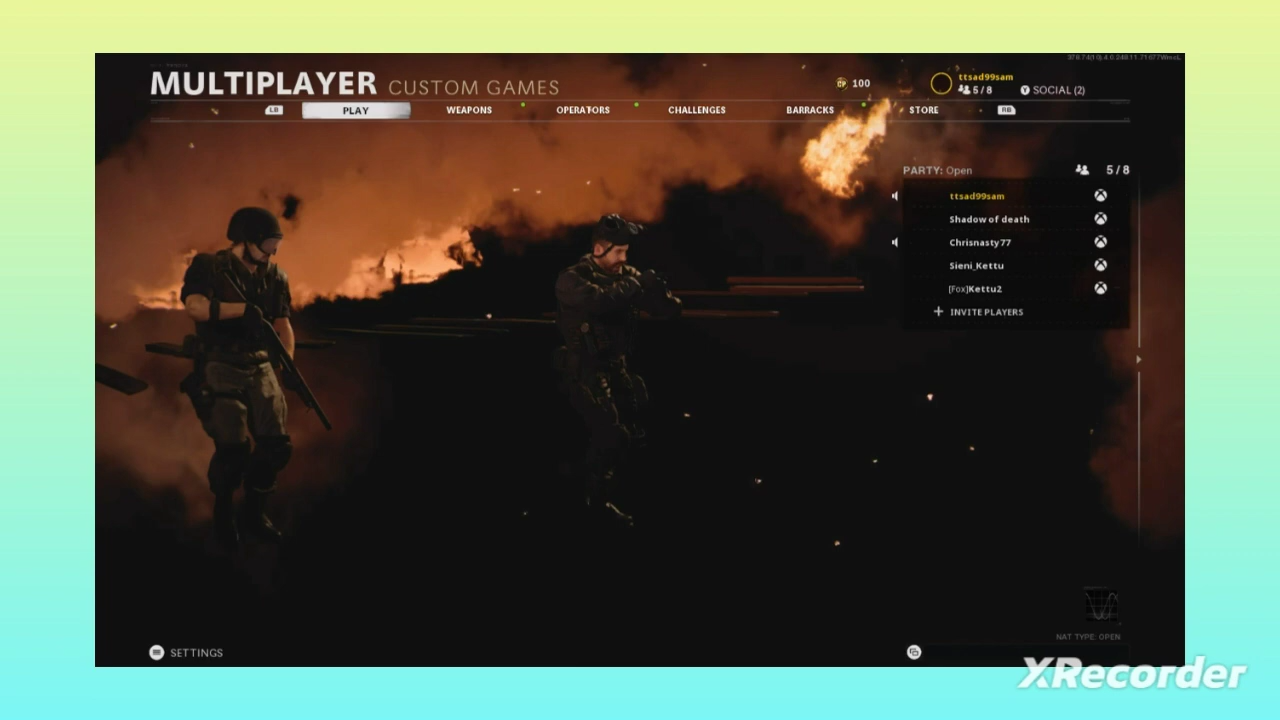 MULTIPLAYER CUSTOM GAMES
CP 100
ttsad99sam
5 / 8
Y SOCIAL (2)
LB PLAY WEAPONS OPERATORS CHALLENGES BARRACKS STORE RB
PARTY: Open 5 / 8
ttsad99sam
Shadow of death
Chrisnasty77
Sieni_Kettu
[Fox]Kettu2
+ INVITE PLAYERS
NAT TYPE: OPEN
SETTINGS
XRecorder